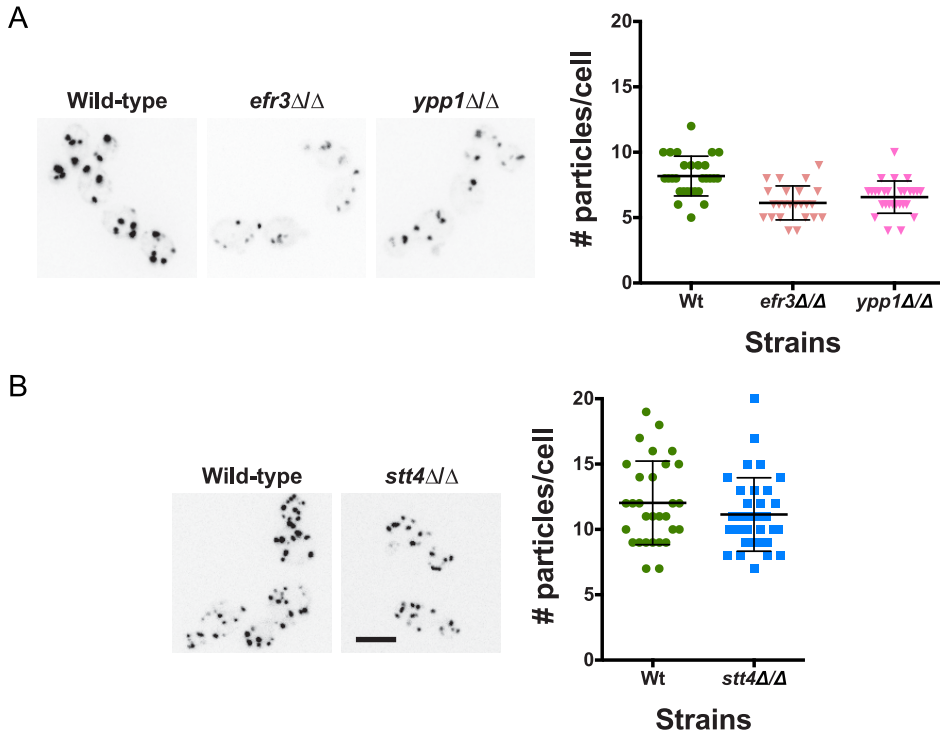 A
Wild-type
efr3Δ/Δ
ypp1Δ/Δ
# particles/cell
20
15
10
5
0
Wt
efr3Δ/Δ
ypp1Δ/Δ
Strains
B
Wild-type
stt4Δ/Δ
# particles/cell
20
15
10
5
0
Wt
stt4Δ/Δ
Strains